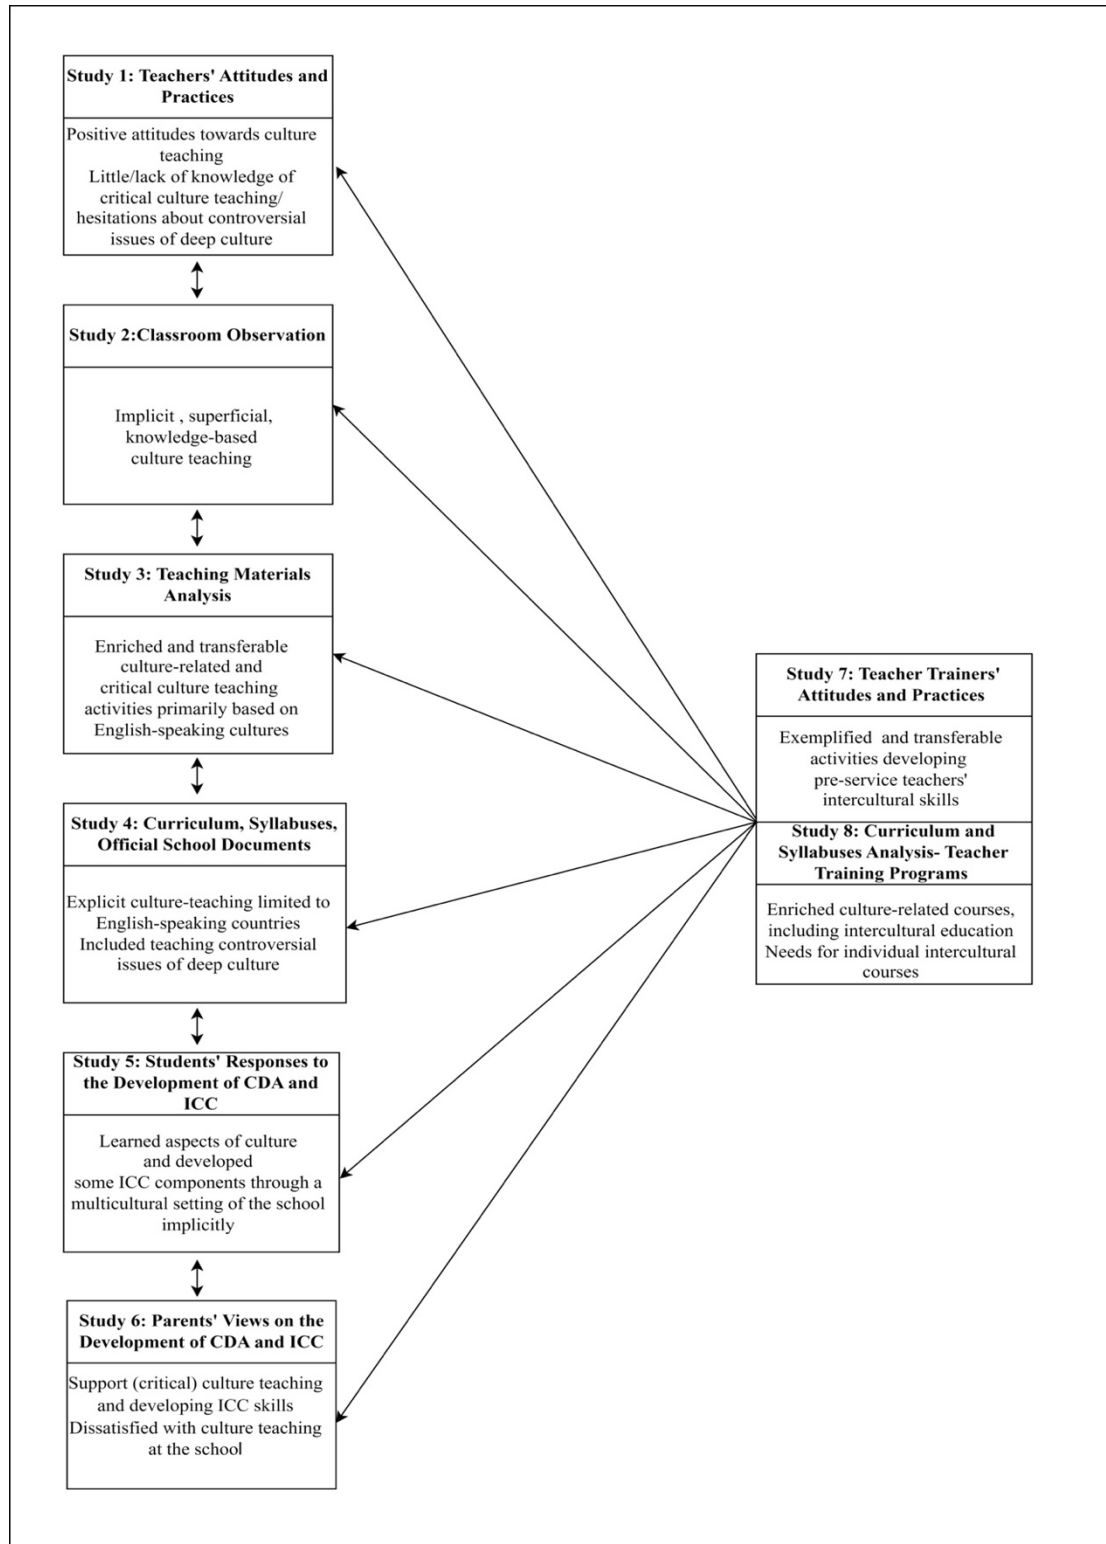 Study 1: Teachers' Attitudes and
Practices
Positive attitudes towards culture
teaching
Little/lack of knowledge of
critical culture teaching/
hesitations about controversial
issues of deep culture
Study 2:Classroom Observation
Implicit , superficial,
knowledge-based
culture teaching
Study 3: Teaching Materials
Analysis
Enriched and transferable
culture-related and
critical culture teaching
activities primarily based on
English-speaking cultures
Study 4: Curriculum, Syllabuses,
Official School Documents
Explicit culture-teaching limited to
English-speaking countries
Included teaching controversial
issues of deep culture
Study 5: Students' Responses to
the Development of CDA and
ICC
Learned aspects of culture
and developed
some ICC components through a
multicultural setting of the school
implicitly
Study 6: Parents' Views on the
Development of CDA and ICC
Support (critical) culture teaching
and developing ICC skills
Dissatisfied with culture teaching
at the school
Study 7: Teacher Trainers'
Attitudes and Practices
Exemplified and transferable
activities developing
pre-service teachers'
intercultural skills
Study 8: Curriculum and
Syllabuses Analysis- Teacher
Training Programs
Enriched culture-related courses,
including intercultural education
Needs for individual intercultural
courses